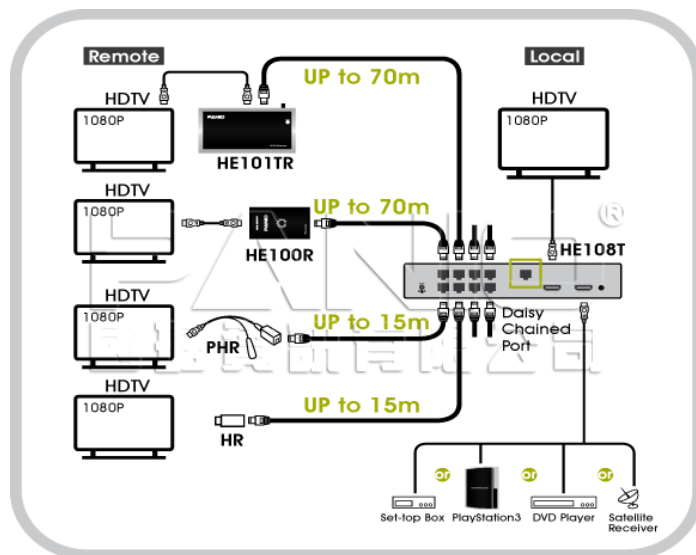 Remote
Local
UP to 70m
HDTV
1080P
PANIO
HE101TR
HDTV
1080P
HDTV
1080P
UP to 70m
PANIO
HE100R
®
HE108T
HDTV
1080P
UP to 15m
PHR
Daisy
Chained
Port
HDTV
1080P
UP to 15m
HR
or
or
or
Set-top Box
PlayStation3
DVD Player
Satellite
Receiver